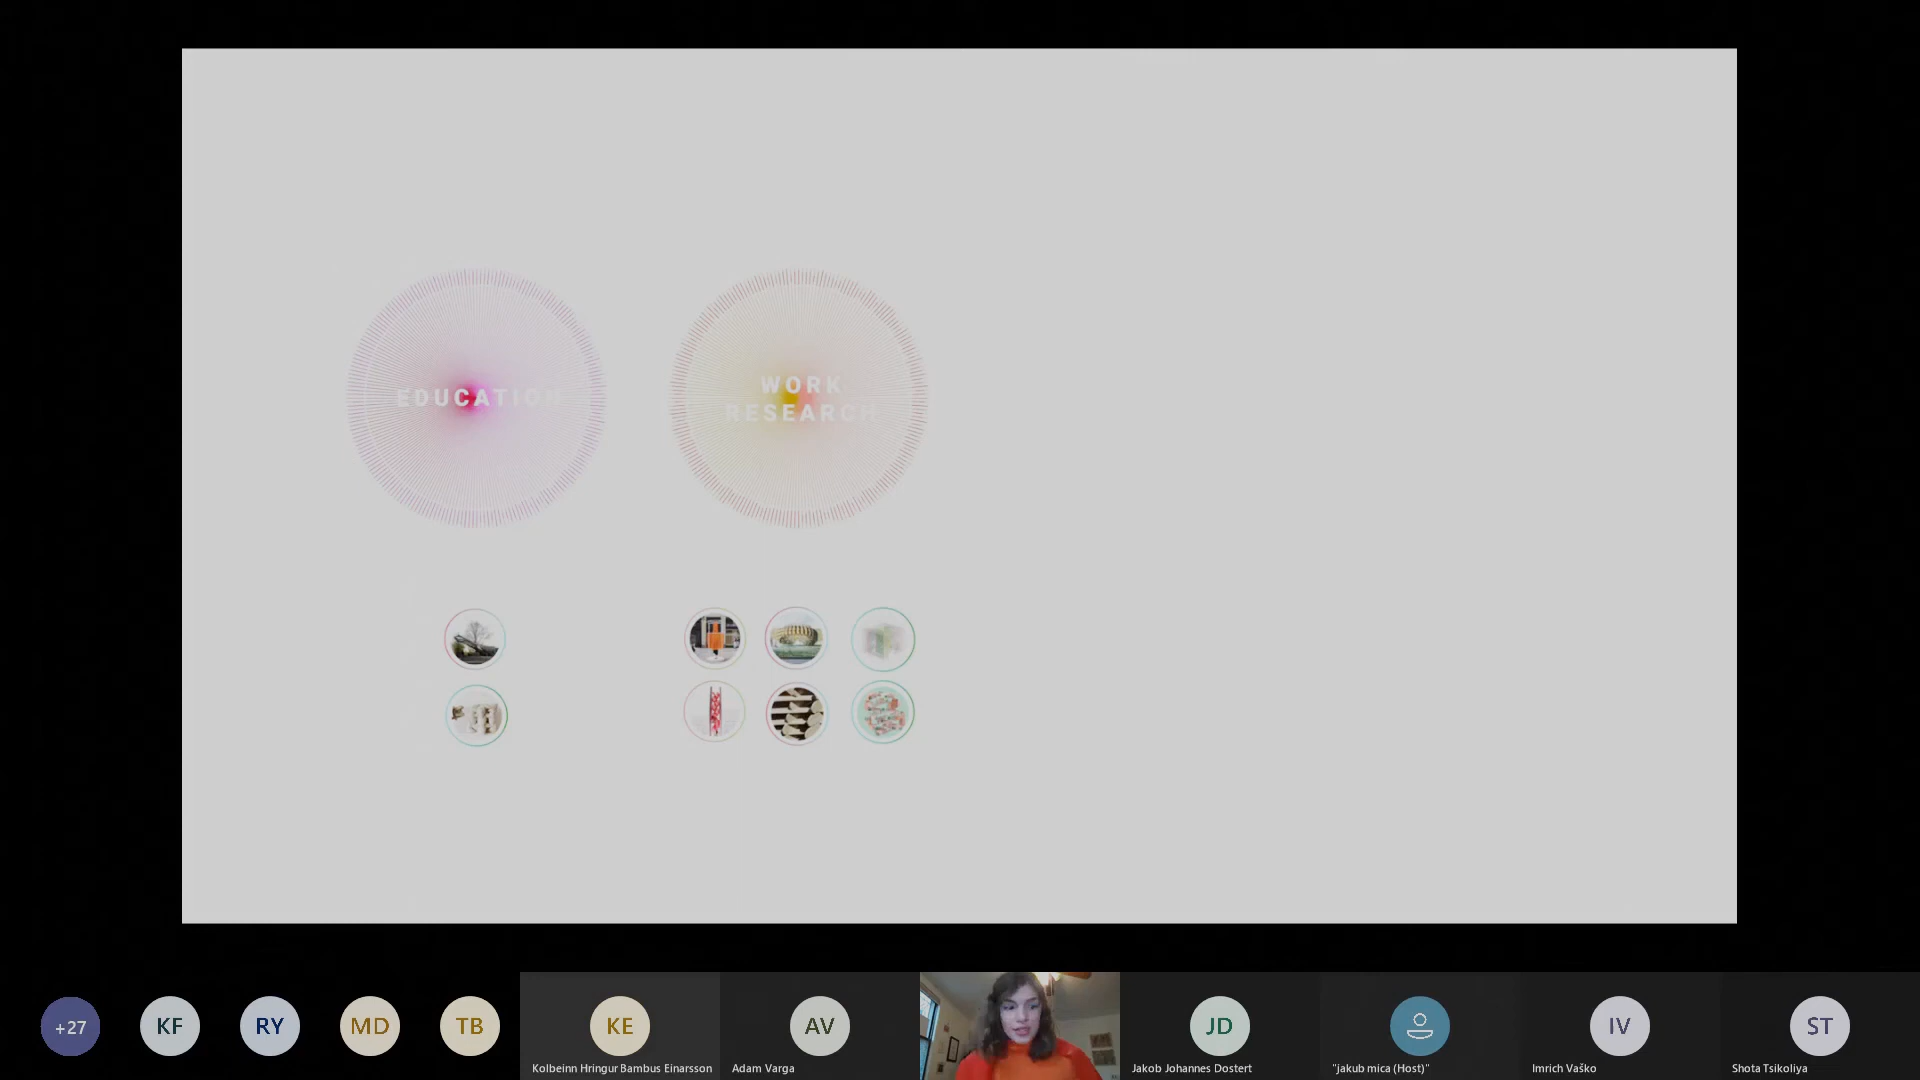 EDUCATION
WORK
RESEARCH
+27
KF
RY
MD
TB
KE
AV
JD
IV
ST
Kolbeinn Hringur Bambus Einarsson
Adam Varga
Jakob Johannes Dostert
"jakub mica (Host)"
Imrich Vaško
Shota Tsikoliya